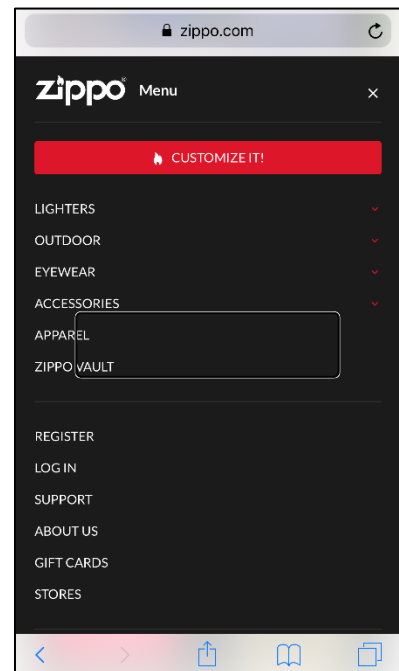 zippo.com
zippo Menu
CUSTOMIZE IT!
LIGHTERS
OUTDOOR
EYEWEAR
ACCESSORIES
APPAREL
ZIPPO VAULT
REGISTER
LOG IN
SUPPORT
ABOUT US
GIFT CARDS
STORES